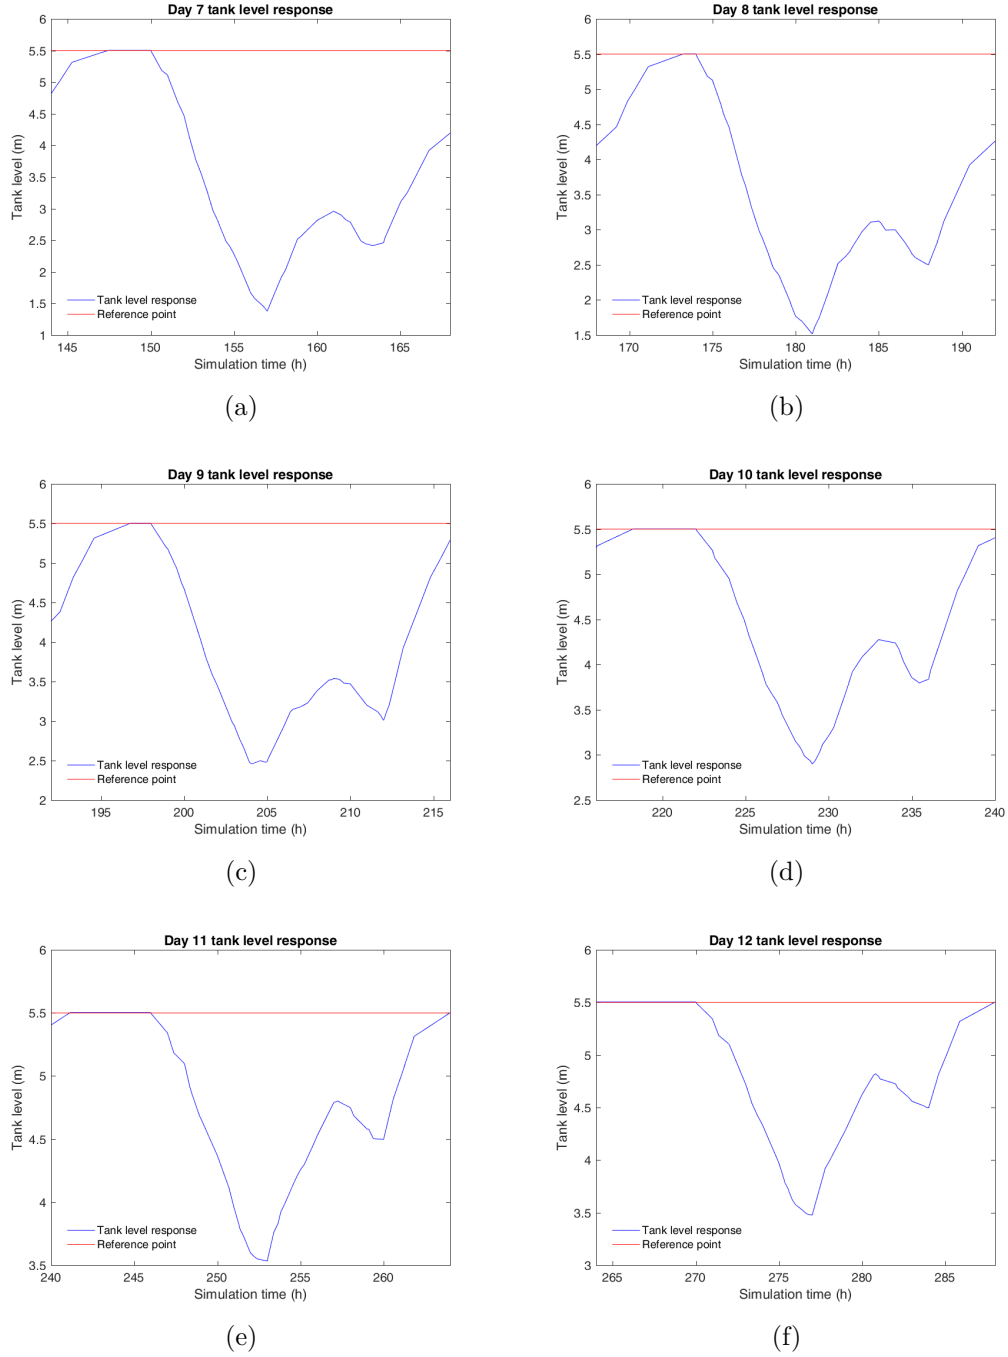 Day 7 tank level response
6
5.5
5
4.5
4
3.5
3
2.5
2
1.5
1
Tank level (m)
Tank level response
Reference point
145 150 155 160 165
Simulation time (h)
(a)
Day 8 tank level response
6
5.5
5
4.5
4
3.5
3
2.5
2
1.5
Tank level (m)
Tank level response
Reference point
170 175 180 185 190
Simulation time (h)
(b)
Day 9 tank level response
6
5.5
5
4.5
4
3.5
3
2.5
2
Tank level (m)
Tank level response
Reference point
195 200 205 210 215
Simulation time (h)
(c)
Day 10 tank level response
6
5.5
5
4.5
4
3.5
3
2.5
Tank level (m)
Tank level response
Reference point
220 225 230 235 240
Simulation time (h)
(d)
Day 11 tank level response
6
5.5
5
4.5
4
3.5
Tank level (m)
Tank level response
Reference point
240 245 250 255 260
Simulation time (h)
(e)
Day 12 tank level response
6
5.5
5
4.5
4
3.5
3
Tank level (m)
Tank level response
Reference point
265 270 275 280 285
Simulation time (h)
(f)